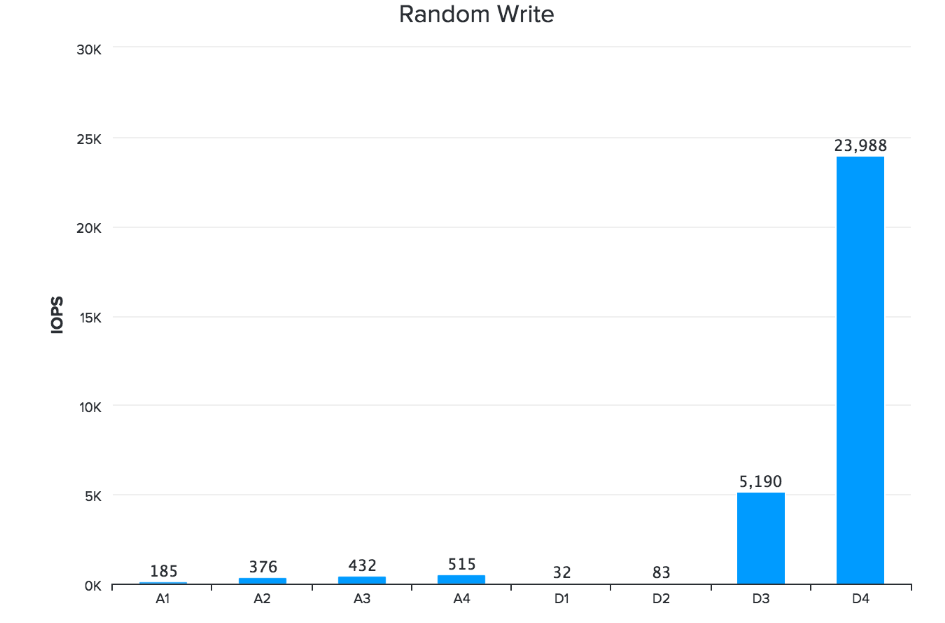 Random Write
30K
25K
23,988
20K
IOPS
15K
10K
5,190
5K
185
376
432
515
32
83
0K
A1
A2
A3
A4
D1
D2
D3
D4